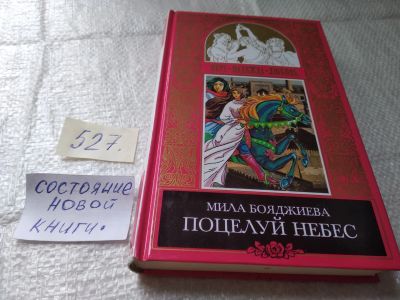 527.
СОСТОЯНИЕ
НОВОЙ
КНИГИ.
МИЛА БОЯДЖИЕВА
ПОЦЕЛУЙ НЕБЕС